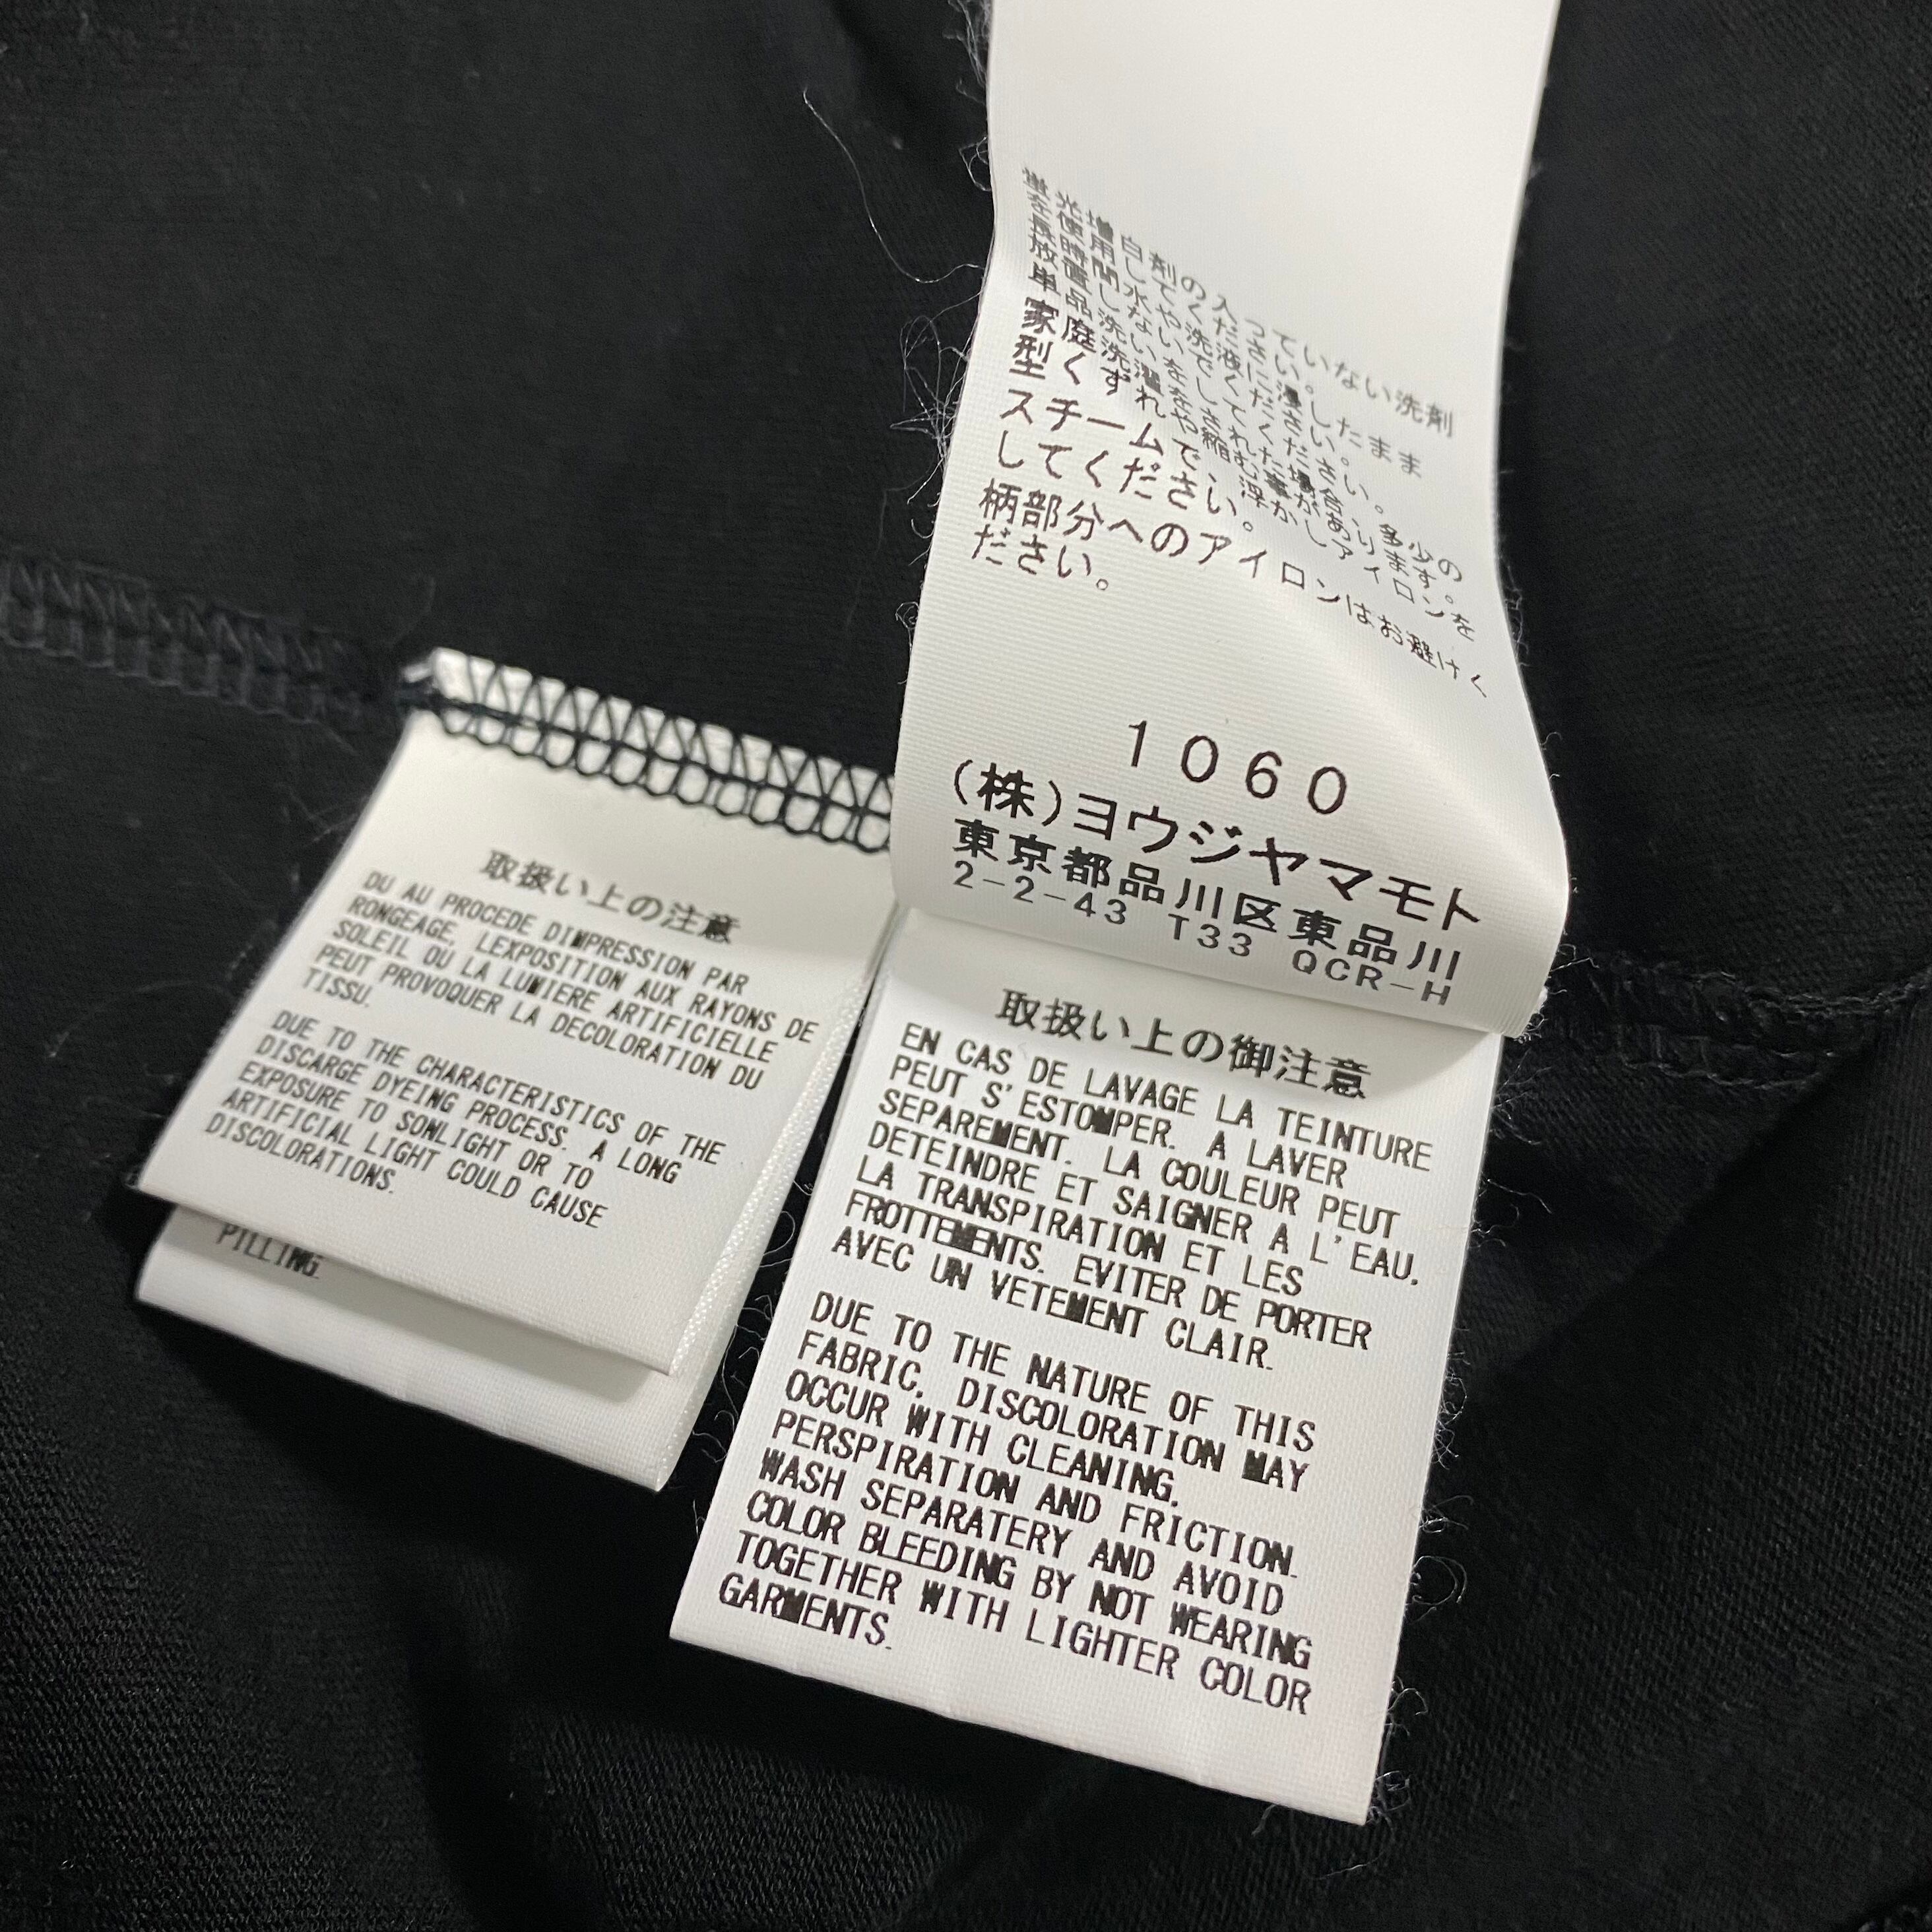 蛍光増白剤の入っていない洗剤
を使用してください。
長時間水や洗液に浸したまま
放置しないでください。
単品洗いをしてください。
家庭洗濯をされた場合、多少の
型くずれや縮む事があります。
スチームで、浮かしアイロンを
してください。
柄部分へのアイロンはお避けく
ださい。
1060
(株)ヨウジヤマモト
東京都品川区東品川
2-2-43 T33 QCR-H
取扱い上の注意
DU AU PROCEDE DIMPRESSION PAR
RONGEAGE, LEXPOSITION AUX RAYONS DE
SOLEIL OU LA LUMIERE ARTIFICIELLE
PEUT PROVOQUER LA DECOLORATION DU
TISSU.
DUE TO THE CHARACTERISTICS OF THE
DISCARGE DYEING PROCESS. A LONG
EXPOSURE TO SONLIGHT OR TO
ARTIFICIAL LIGHT COULD CAUSE
DISCOLORATIONS.
PILLING.
取扱い上の御注意
EN CAS DE LAVAGE LA TEINTURE
PEUT S'ESTOMPER. A LAVER
SEPAREMENT. LA COULEUR PEUT
DETEINDRE ET SAIGNER A L'EAU.
LA TRANSPIRATION ET LES
FROTTEMENTS. EVITER DE PORTER
AVEC UN VETEMENT CLAIR.
DUE TO THE NATURE OF THIS
FABRIC, DISCOLORATION MAY
OCCUR WITH CLEANING,
PERSPIRATION AND FRICTION.
WASH SEPARATERY AND AVOID
COLOR BLEEDING BY NOT WEARING
TOGETHER WITH LIGHTER COLOR
GARMENTS.